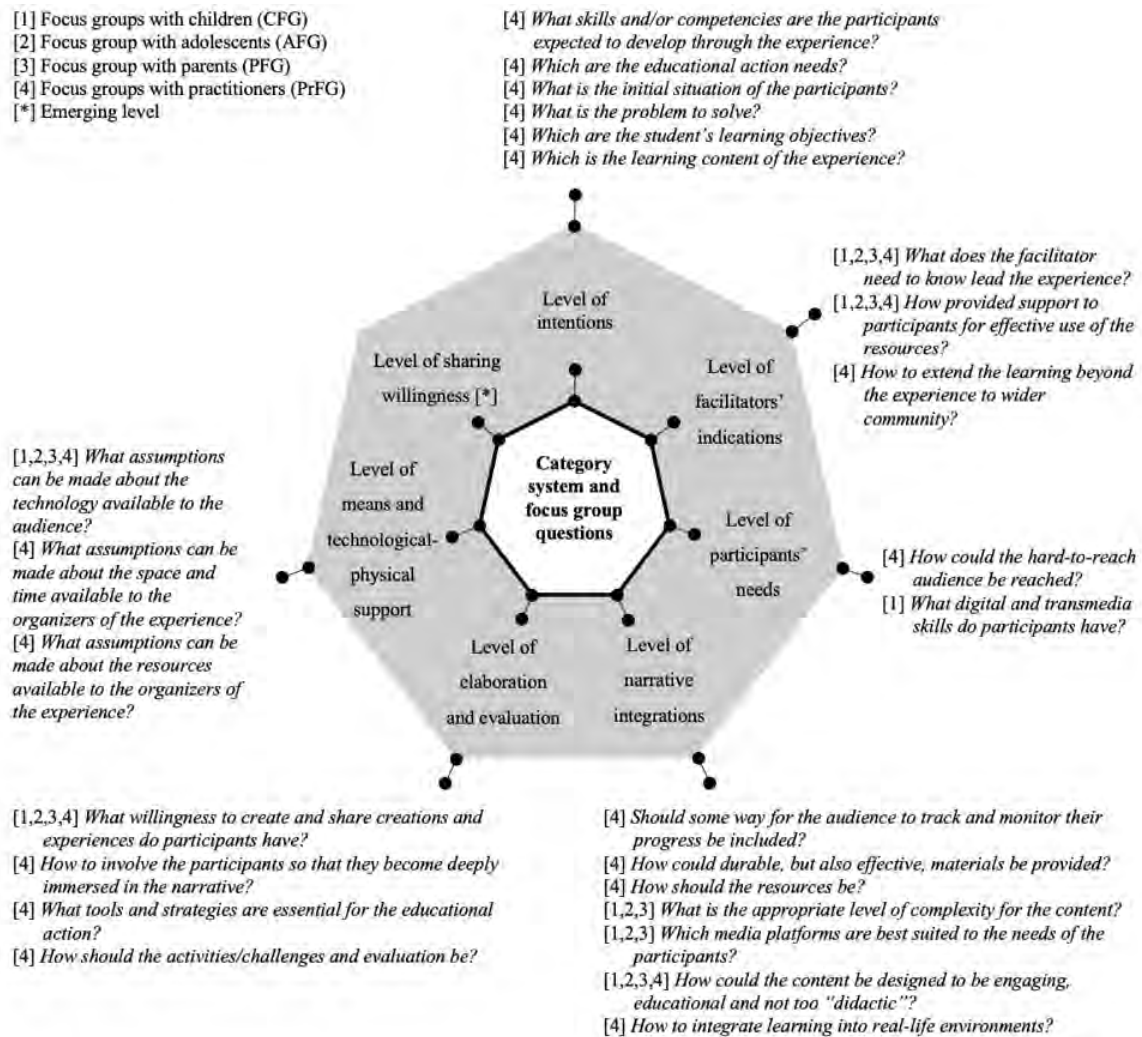 [1] Focus groups with children (CFG)
[2] Focus group with adolescents (AFG)
[3] Focus group with parents (PFG)
[4] Focus groups with practitioners (PrFG)
[*] Emerging level
[4] What skills and/or competencies are the participants
expected to develop through the experience?
[4] Which are the educational action needs?
[4] What is the initial situation of the participants?
[4] What is the problem to solve?
[4] Which are the student's learning objectives?
[4] Which is the learning content of the experience?
[1,2,3,4] What does the facilitator
need to know lead the experience?
[1,2,3,4] How provided support to
participants for effective use of the
resources?
[4] How to extend the learning beyond
the experience to wider
community?
Level of
intentions
Level of sharing
willingness [*]
Level of
facilitators'
indications
Category
system and
focus group
questions
Level of
means and
technological-
physical
support
Level of
participants"
needs
Level of
elaboration
and evaluation
Level of
narrative
integrations
[1,2,3,4] What assumptions
can be made about the
technology available to the
audience?
[4] What assumptions can be
made about the space and
time available to the
organizers of the experience?
[4] What assumptions can be
made about the resources
available to the organizers of
the experience?
[4] How could the hard-to-reach
audience be reached?
[1] What digital and transmedia
skills do participants have?
[1,2,3,4] What willingness to create and share creations and
experiences do participants have?
[4] How to involve the participants so that they become deeply
immersed in the narrative?
[4] What tools and strategies are essential for the educational
action?
[4] How should the activities/challenges and evaluation be?
[4] Should some way for the audience to track and monitor their
progress be included?
[4] How could durable, but also effective, materials be provided?
[4] How should the resources be?
[1,2,3] What is the appropriate level of complexity for the content?
[1,2,3] Which media platforms are best suited to the needs of the
participants?
[1,2,3,4] How could the content be designed to be engaging,
educational and not too "didactic"?
[4] How to integrate learning into real-life environments?